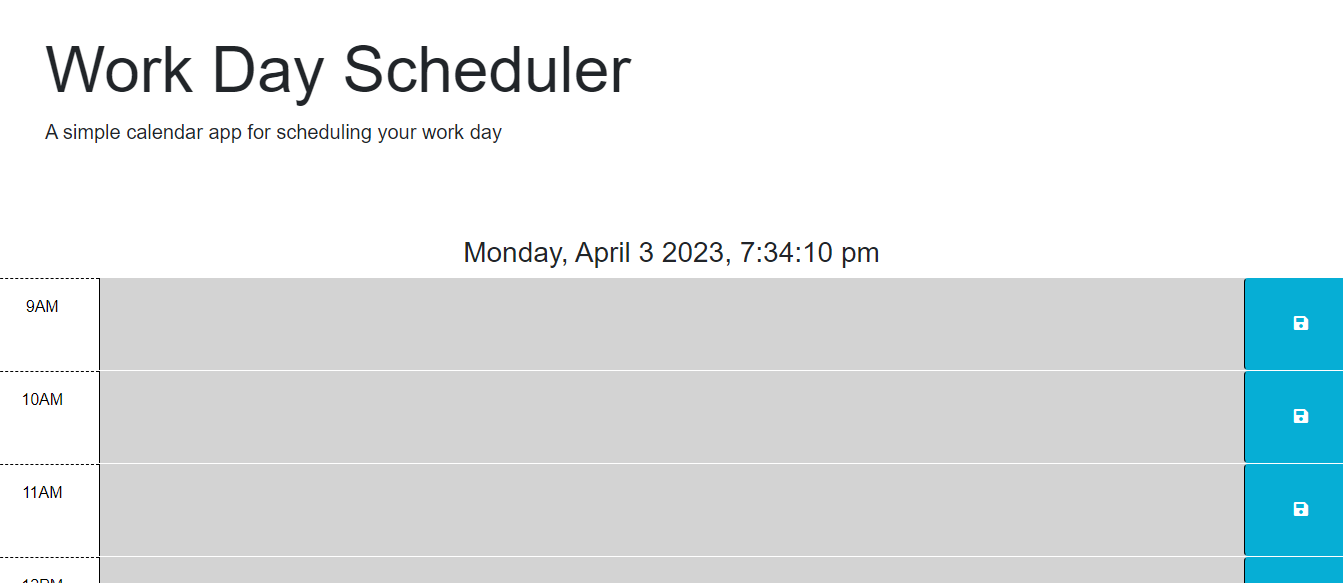 Work Day Scheduler
A simple calendar app for scheduling your work day
Monday, April 3 2023, 7:34:10 pm
9AM
10AM
11AM
12PM